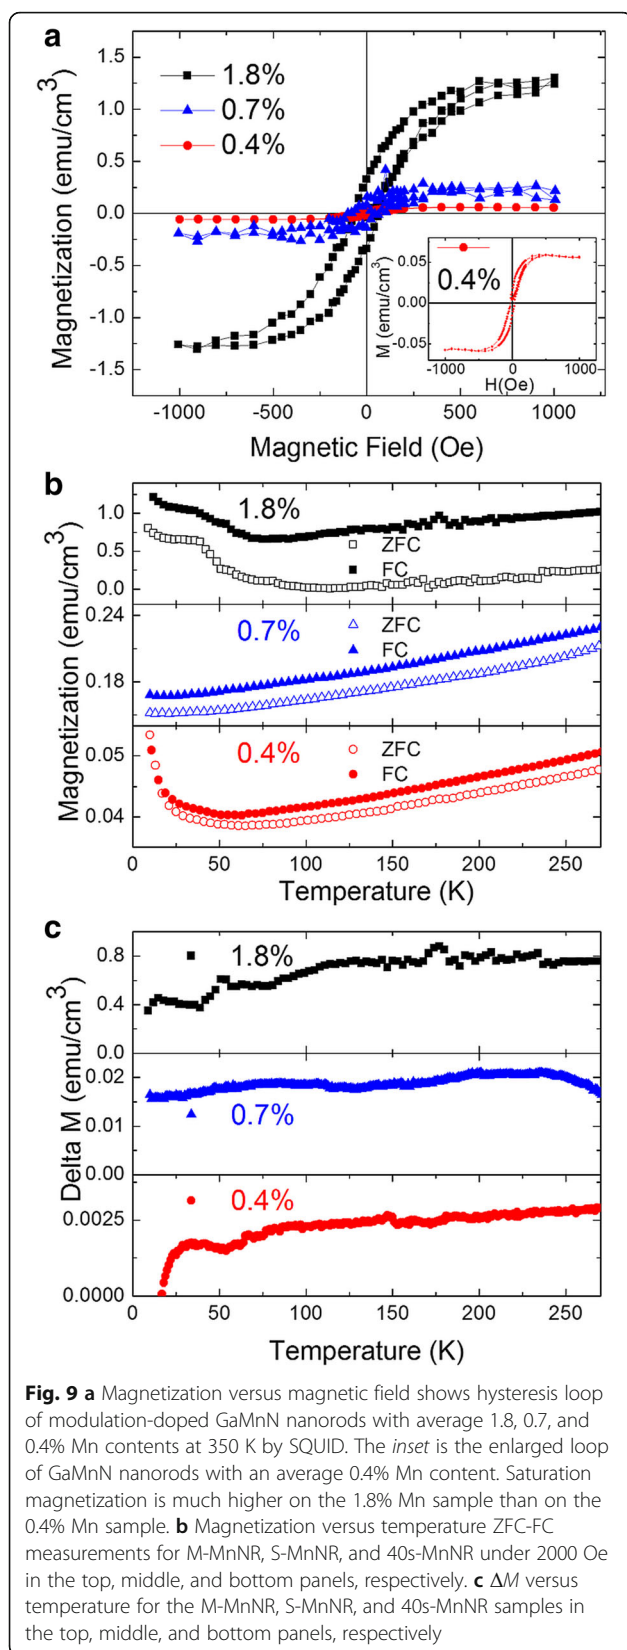 a
1.5
1.0
0.5
0.0
-0.5
-1.0
-1.5
Magnetization (emu/cm³)
1.8%
0.7%
0.4%
-1000 -500 0 500 1000
Magnetic Field (Oe)
M (emu/cm³)
0.05
0.00
-0.05
0.4%
-1000 0 1000
H(Oe)
b
Magnetization (emu/cm³)
1.0
0.5
0.0
1.8%
ZFC
FC
0.24
0.18
0.7%
ZFC
FC
0.05
0.04
0.4%
ZFC
FC
0 50 100 150 200 250
Temperature (K)
c
Delta M (emu/cm³)
0.8
0.4
0.0
1.8%
0.02
0.01
0.00
0.7%
0.0025
0.0000
0.4%
0 50 100 150 200 250
Temperature (K)
Fig. 9 a Magnetization versus magnetic field shows hysteresis loop
of modulation-doped GaMnN nanorods with average 1.8, 0.7, and
0.4% Mn contents at 350 K by SQUID. The inset is the enlarged loop
of GaMnN nanorods with an average 0.4% Mn content. Saturation
magnetization is much higher on the 1.8% Mn sample than on the
0.4% Mn sample. b Magnetization versus temperature ZFC-FC
measurements for M-MnNR, S-MnNR, and 40s-MnNR under 2000 Oe
in the top, middle, and bottom panels, respectively. c ΔM versus
temperature for the M-MnNR, S-MnNR, and 40s-MnNR samples in
the top, middle, and bottom panels, respectively